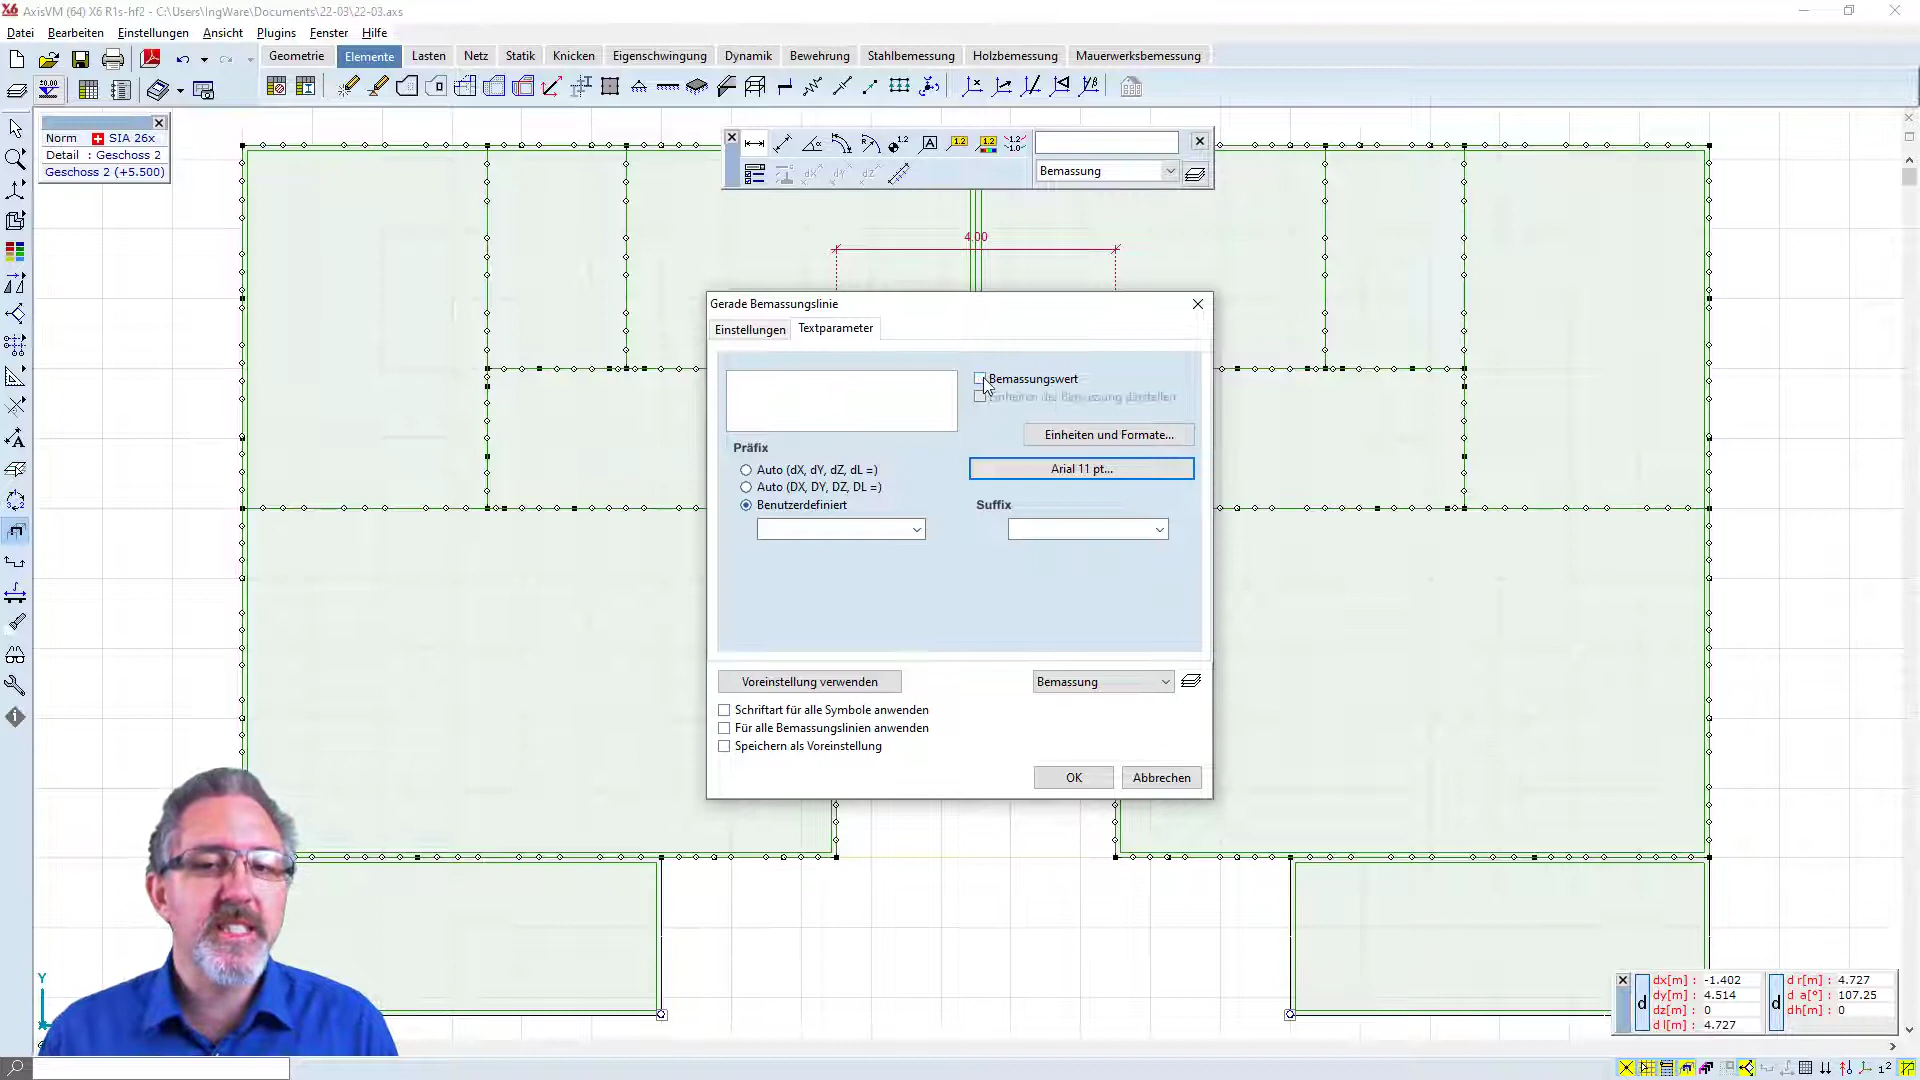 AxisVM (64) X6 R1s-hf2 - C:\Users\IngWare\Documents\22-03\22-03.axs
Datei Bearbeiten Einstellungen Ansicht Plugins Fenster Hilfe
Geometrie Elemente Lasten Netz Statik Knicken Eigenschwingung Dynamik Bewehrung Stahlbemessung Holzbemessung Mauerwerksbemessung
Norm SIA 26x
Detail : Geschoss 2
Geschoss 2 (+5.500)
Bemassung
4.00
Gerade Bemassungslinie
Einstellungen Textparameter
Bemassungswert
Einheiten der Bemassung darstellen
Einheiten und Formate...
Präfix
Auto (dX, dY, dZ, dL =)
Arial 11 pt...
Auto (DX, DY, DZ, DL =)
Benutzerdefiniert
Suffix
Voreinstellung verwenden
Bemassung
Schriftart für alle Symbole anwenden
Für alle Bemassungslinien anwenden
Speichern als Voreinstellung
OK Abbrechen
Y
d
dx[m] : -1.402
dy[m] : 4.514
dz[m] : 0
dl[m] : 4.727
d
d r[m] : 4.727
d a[°] : 107.25
dh[m] : 0